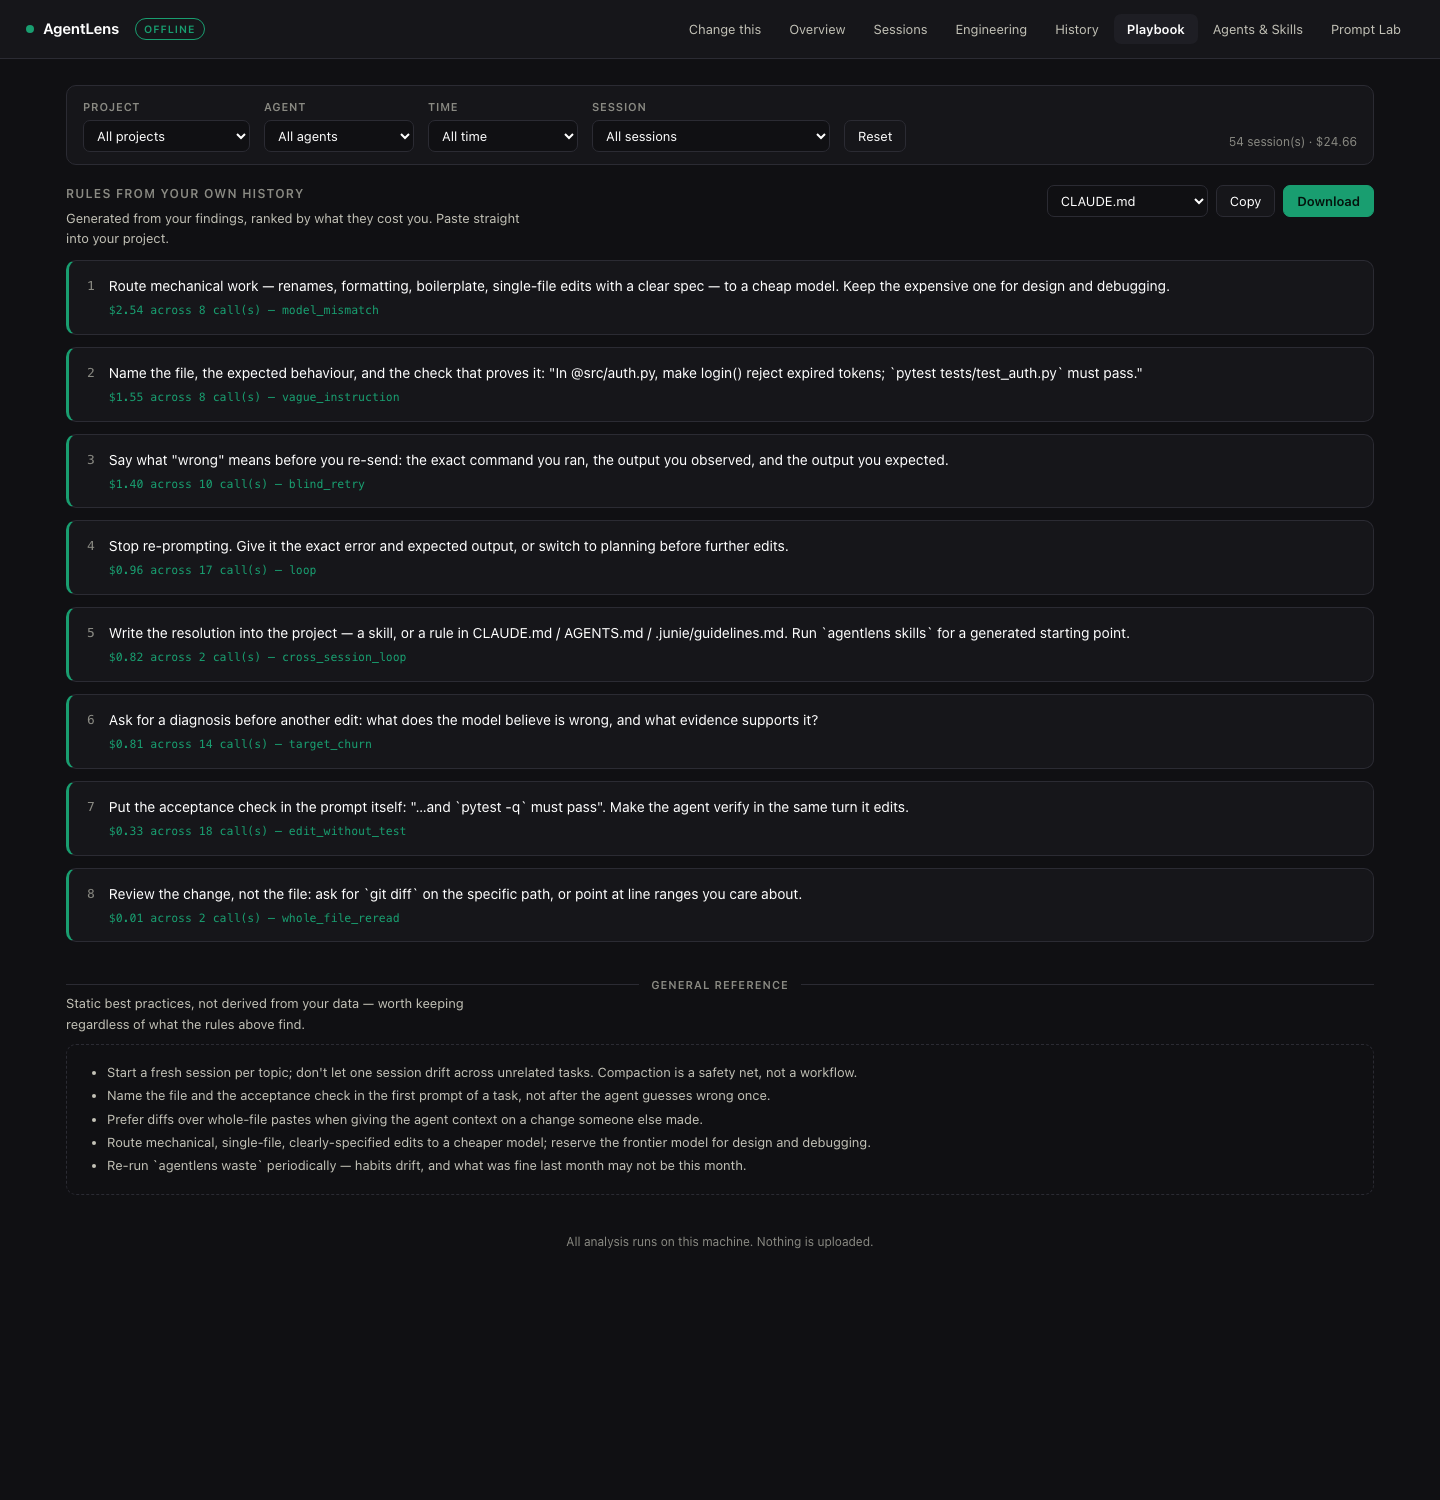 AgentLens
OFFLINE
Change this
Overview
Sessions
Engineering
History
Playbook
Agents & Skills
Prompt Lab
PROJECT
AGENT
TIME
SESSION
All projects
All agents
All time
All sessions
Reset
54 session(s) · $24.66
RULES FROM YOUR OWN HISTORY
Generated from your findings, ranked by what they cost you. Paste straight
into your project.
CLAUDE.md
Copy
Download
1 Route mechanical work — renames, formatting, boilerplate, single-file edits with a clear spec — to a cheap model. Keep the expensive one for design and debugging.
$2.54 across 8 call(s) — model_mismatch
2 Name the file, the expected behaviour, and the check that proves it: "In @src/auth.py, make login() reject expired tokens; `pytest tests/test_auth.py` must pass."
$1.55 across 8 call(s) — vague_instruction
3 Say what "wrong" means before you re-send: the exact command you ran, the output you observed, and the output you expected.
$1.40 across 10 call(s) — blind_retry
4 Stop re-prompting. Give it the exact error and expected output, or switch to planning before further edits.
$0.96 across 17 call(s) — loop
5 Write the resolution into the project — a skill, or a rule in CLAUDE.md / AGENTS.md / .junie/guidelines.md. Run `agentlens skills` for a generated starting point.
$0.82 across 2 call(s) — cross_session_loop
6 Ask for a diagnosis before another edit: what does the model believe is wrong, and what evidence supports it?
$0.81 across 14 call(s) — target_churn
7 Put the acceptance check in the prompt itself: "…and `pytest -q` must pass". Make the agent verify in the same turn it edits.
$0.33 across 18 call(s) — edit_without_test
8 Review the change, not the file: ask for `git diff` on the specific path, or point at line ranges you care about.
$0.01 across 2 call(s) — whole_file_reread
GENERAL REFERENCE
Static best practices, not derived from your data — worth keeping
regardless of what the rules above find.
• Start a fresh session per topic; don't let one session drift across unrelated tasks. Compaction is a safety net, not a workflow.
• Name the file and the acceptance check in the first prompt of a task, not after the agent guesses wrong once.
• Prefer diffs over whole-file pastes when giving the agent context on a change someone else made.
• Route mechanical, single-file, clearly-specified edits to a cheaper model; reserve the frontier model for design and debugging.
• Re-run `agentlens waste` periodically — habits drift, and what was fine last month may not be this month.
All analysis runs on this machine. Nothing is uploaded.